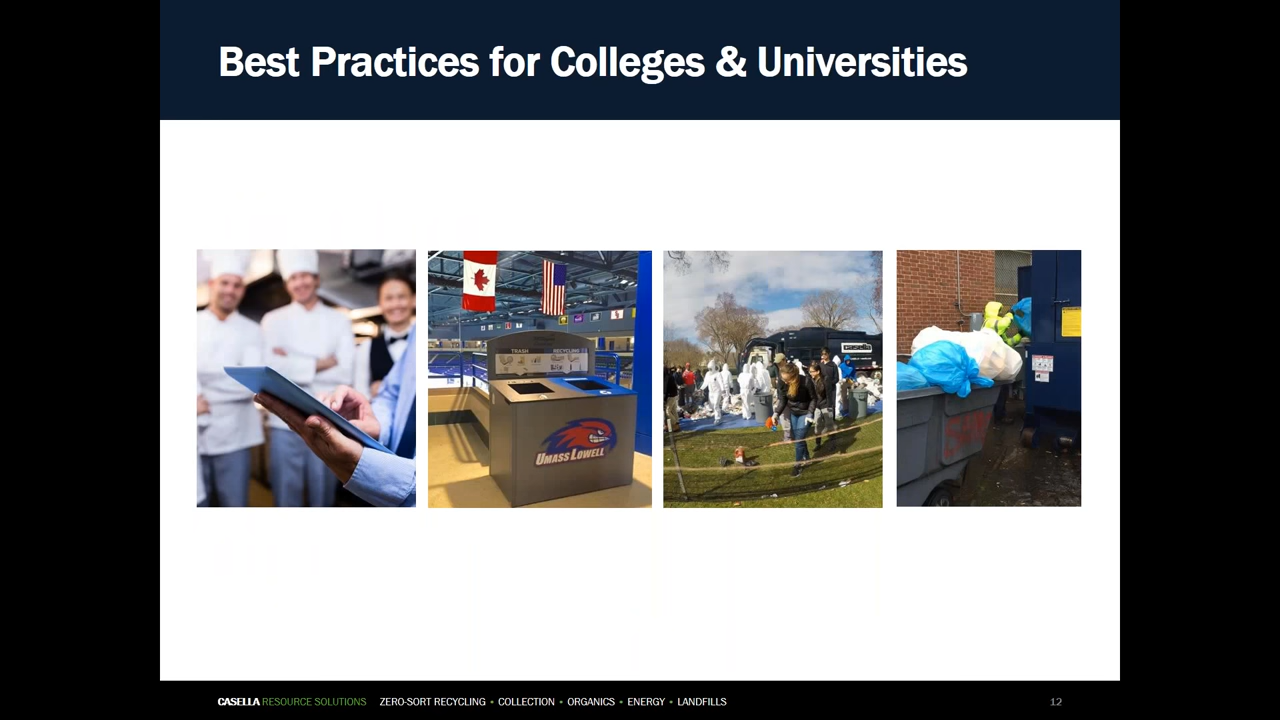 Best Practices for Colleges & Universities
TRASH
RECYCLING
UMASS LOWELL
CASELLA RESOURCE SOLUTIONS ZERO-SORT RECYCLING • COLLECTION • ORGANICS • ENERGY • LANDFILLS
12